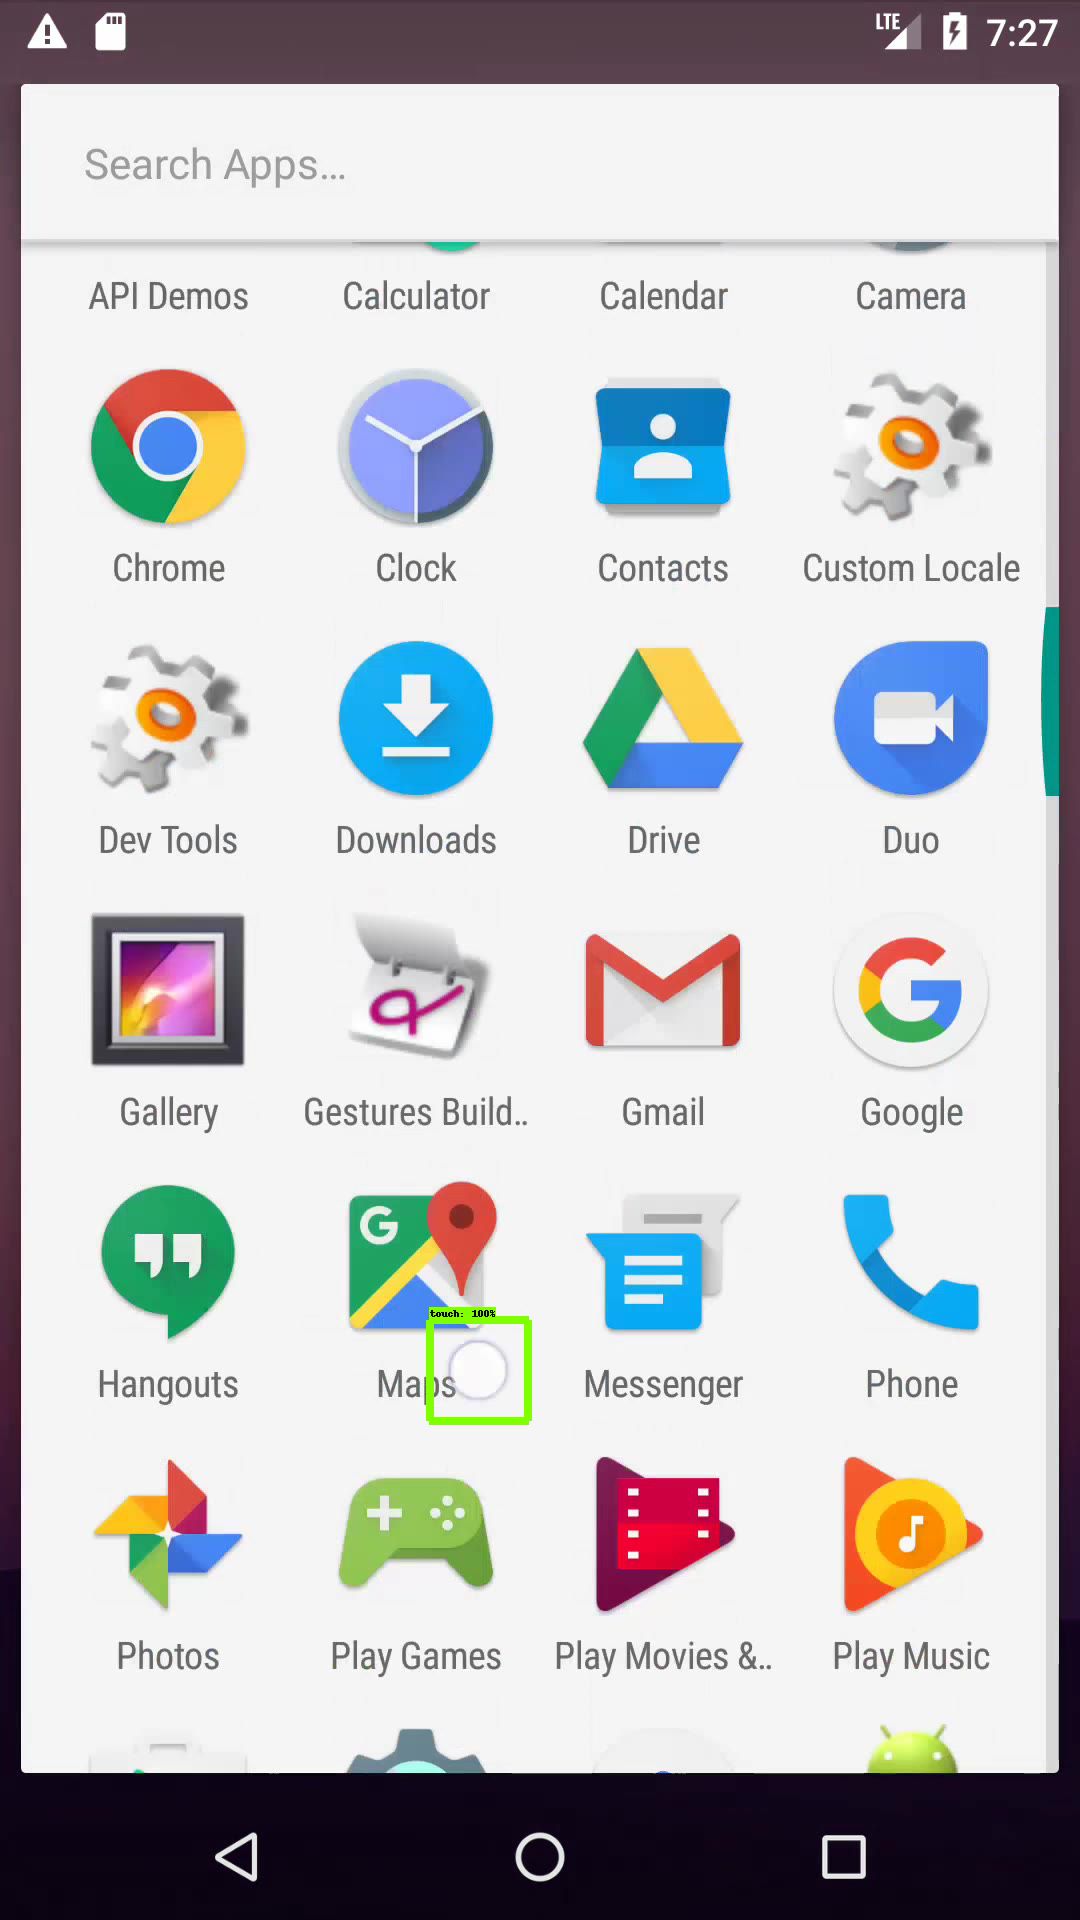 LTE 7:27
Search Apps...
API Demos Calculator Calendar Camera
Chrome Clock Contacts Custom Locale
Dev Tools Downloads Drive Duo
Gallery Gestures Build.. Gmail Google
touch: 100%
Hangouts Maps Messenger Phone
Photos Play Games Play Movies &.. Play Music